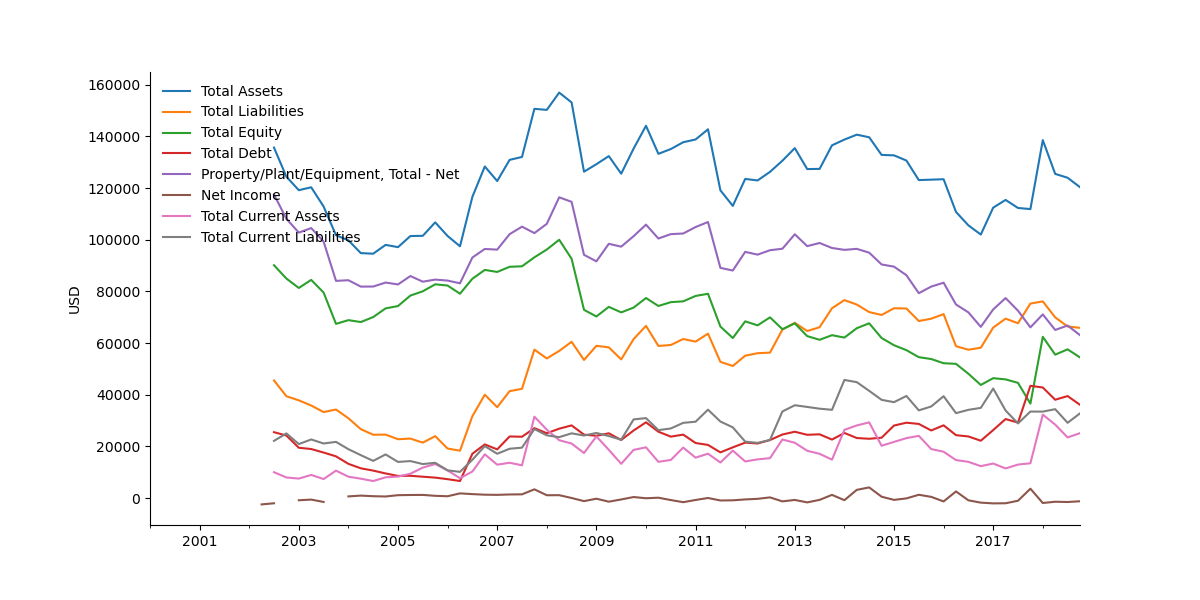 160000
140000
120000
100000
80000
60000
40000
20000
0
USD
Total Assets
Total Liabilities
Total Equity
Total Debt
Property/Plant/Equipment, Total - Net
Net Income
Total Current Assets
Total Current Liabilities
2001 2003 2005 2007 2009 2011 2013 2015 2017